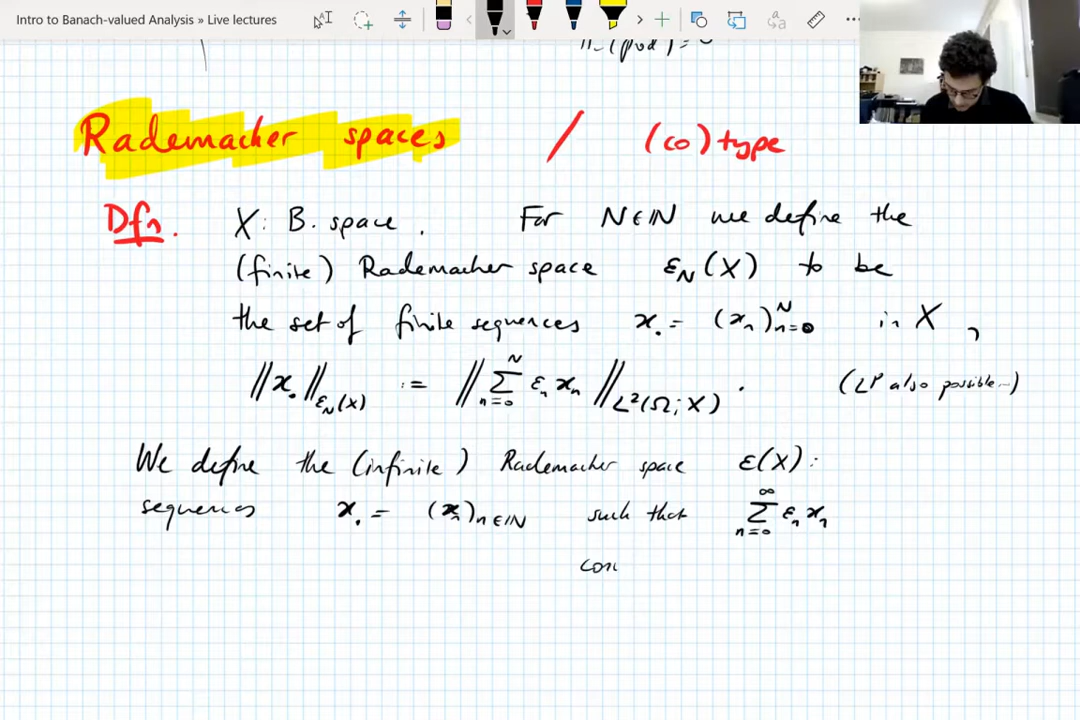 Intro to Banach-valued Analysis » Live lectures
Rademacher spaces / (co)type
Dfn. X: B. space. For N∈ℕ we define the
(finite) Rademacher space ε_N(X) to be
the set of finite sequences x. = (x_n)_{n=0}^N in X,
‖x.‖_{ε_N(X)} := ‖∑_{n=0}^N ε_n x_n‖_{L²(Ω;X)}. (L^p also possible...)
We define the (infinite) Rademacher space ε(X):
sequences x. = (x_n)_{n∈ℕ} such that ∑_{n=0}^∞ ε_n x_n
con